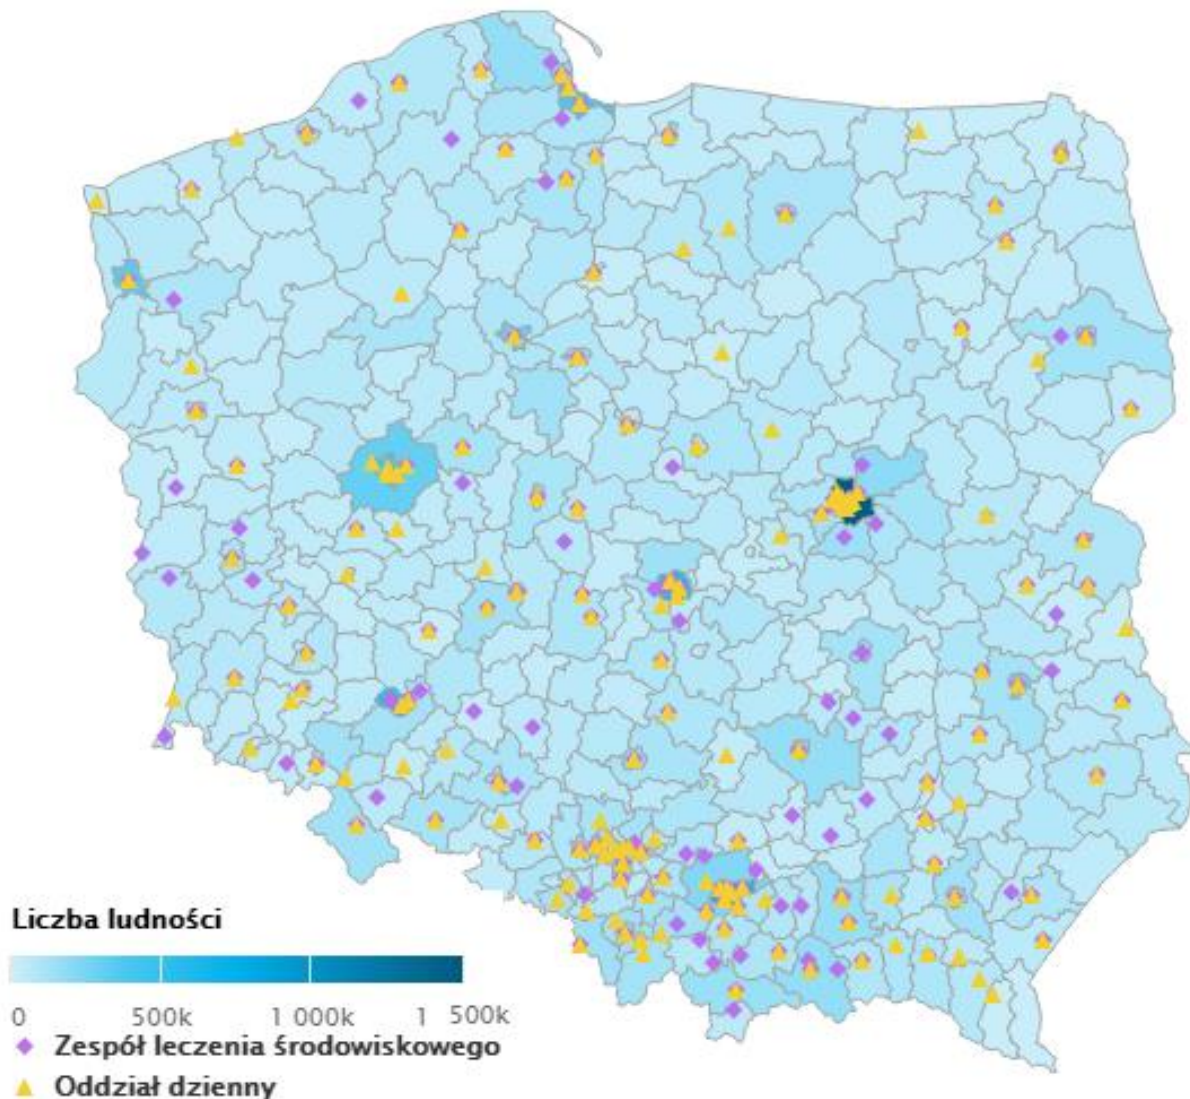 Liczba ludności
0 500k 1 000k 1 500k
Zespół leczenia środowiskowego
Oddział dzienny